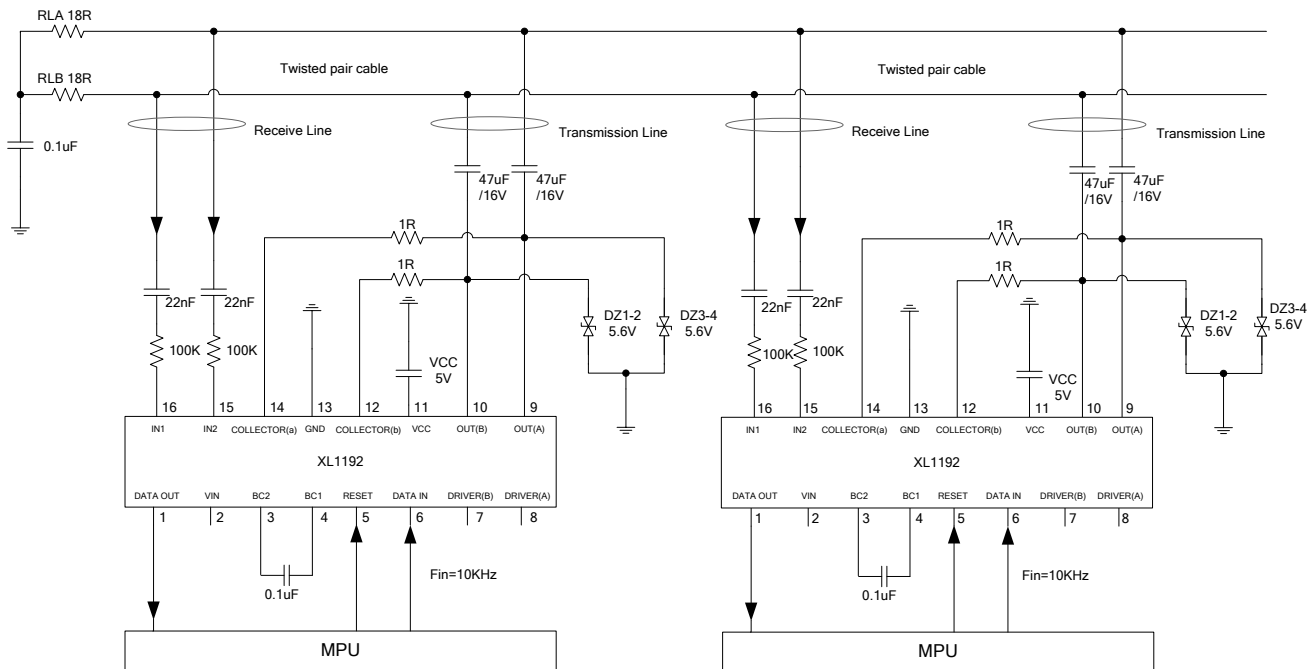 RLA 18R
RLB 18R
0.1uF
Twisted pair cable
Twisted pair cable
Receive Line
Transmission Line
Receive Line
Transmission Line
47uF
/16V
47uF
/16V
47uF
/16V
47uF
/16V
1R
1R
1R
1R
22nF
22nF
22nF
22nF
100K
100K
100K
100K
DZ1-2
5.6V
DZ3-4
5.6V
DZ1-2
5.6V
DZ3-4
5.6V
VCC
5V
VCC
5V
16 15 14 13 12 11 10 9
IN1 IN2 COLLECTOR(a) GND COLLECTOR(b) VCC OUT(B) OUT(A)
XL1192
DATA OUT VIN BC2 BC1 RESET DATA IN DRIVER(B) DRIVER(A)
1 2 3 4 5 6 7 8
0.1uF
Fin=10KHz
MPU
16 15 14 13 12 11 10 9
IN1 IN2 COLLECTOR(a) GND COLLECTOR(b) VCC OUT(B) OUT(A)
XL1192
DATA OUT VIN BC2 BC1 RESET DATA IN DRIVER(B) DRIVER(A)
1 2 3 4 5 6 7 8
0.1uF
Fin=10KHz
MPU